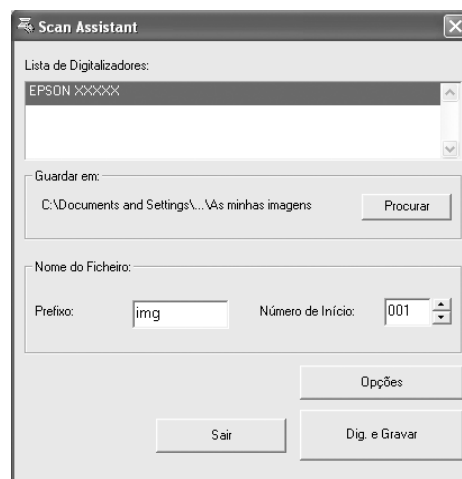 Scan Assistant
Lista de Digitalizadores:
EPSON XXXXX
Guardar em:
C:\Documents and Settings\...\As minhas imagens
Procurar
Nome do Ficheiro:
Prefixo: img Número de Início: 001
Opções
Sair Dig. e Gravar